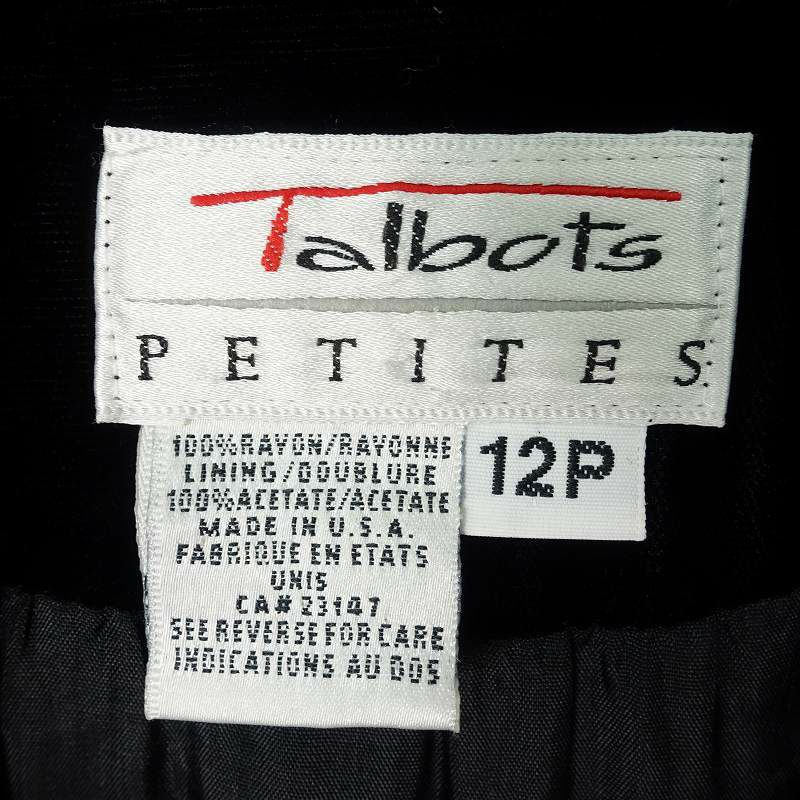 Talbots
PETITES
12P
100%RAYON/RAYONNE
LINING/DOUBLURE
100%ACETATE/ACETATE
MADE IN U.S.A.
FABRIQUE EN ETATS
UNIS
CA# 23147
SEE REVERSE FOR CARE
INDICATIONS AU DOS